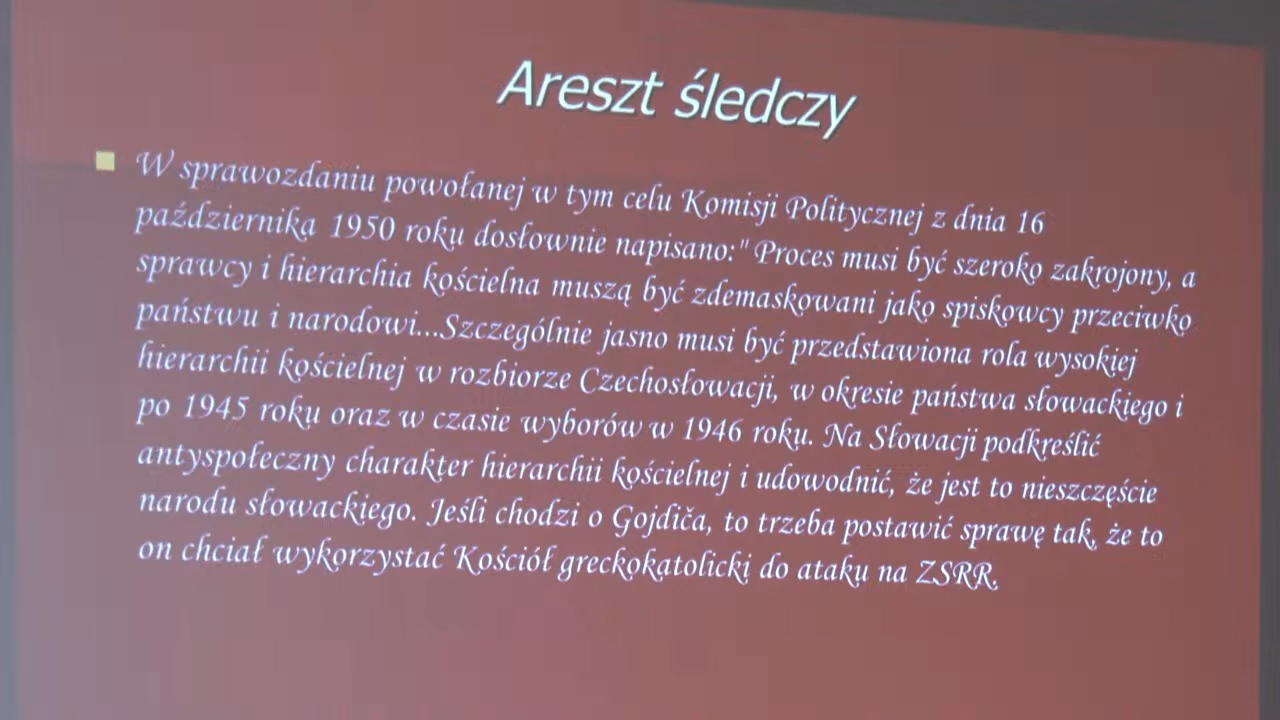 Areszt śledczy
W sprawozdaniu powołanej w tym celu Komisji Politycznej z dnia 16
października 1950 roku dosłownie napisano:" Proces musi być szeroko zakrojony, a
sprawcy i hierarchia kościelna muszą być zdemaskowani jako spiskowcy przeciwko
państwu i narodowi...Szczególnie jasno musi być przedstawiona rola wysokiej
hierarchii kościelnej w rozbiorze Czechosłowacji, w okresie państwa słowackiego i
po 1945 roku oraz w czasie wyborów w 1946 roku. Na Słowacji podkreślić
antyspołeczny charakter hierarchii kościelnej i udowodnić, że jest to nieszczęście
narodu słowackiego. Jeśli chodzi o Gojdiča, to trzeba postawić sprawę tak, że to
on chciał wykorzystać Kościół greckokatolicki do ataku na ZSRR.